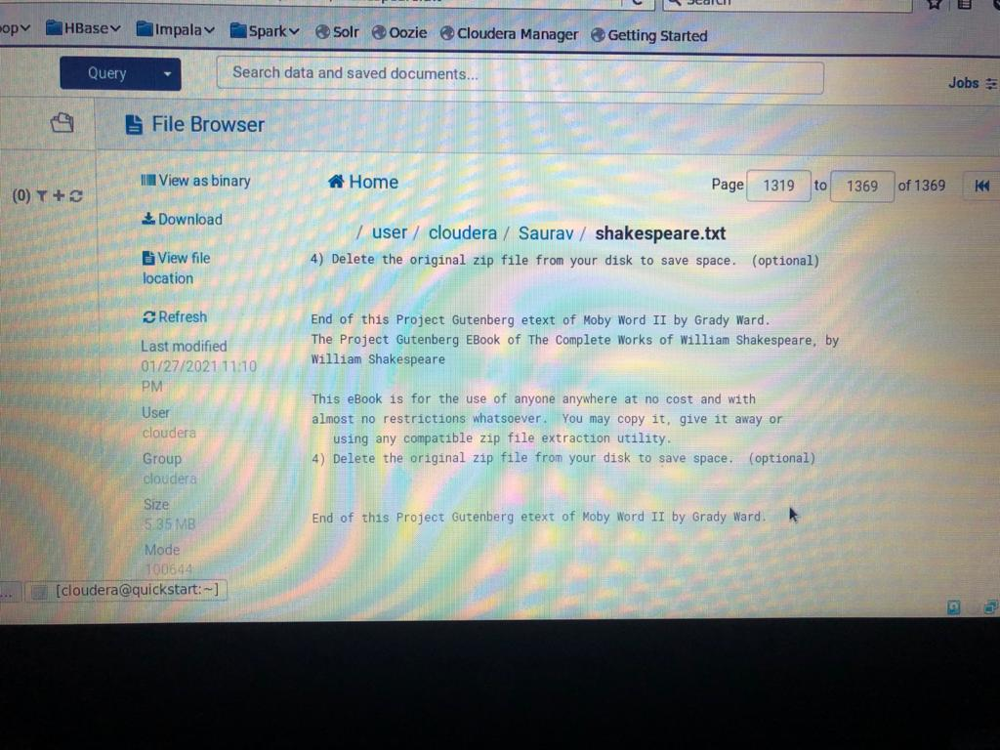 HBase
Impala
Spark
Solr
Oozie
Cloudera Manager
Getting Started
Query
Search data and saved documents...
Jobs
File Browser
(0)
View as binary
Home
Page 1319 to 1369 of 1369
Download
/ user / cloudera / Saurav / shakespeare.txt
View file
location
Refresh
Last modified
01/27/2021 11:10
PM
User
cloudera
Group
cloudera
Size
5.35 MB
Mode
100644
4) Delete the original zip file from your disk to save space. (optional)
End of this Project Gutenberg etext of Moby Word II by Grady Ward.
The Project Gutenberg EBook of The Complete Works of William Shakespeare, by
William Shakespeare
This eBook is for the use of anyone anywhere at no cost and with
almost no restrictions whatsoever. You may copy it, give it away or
using any compatible zip file extraction utility.
4) Delete the original zip file from your disk to save space. (optional)
End of this Project Gutenberg etext of Moby Word II by Grady Ward.
... [cloudera@quickstart:~]